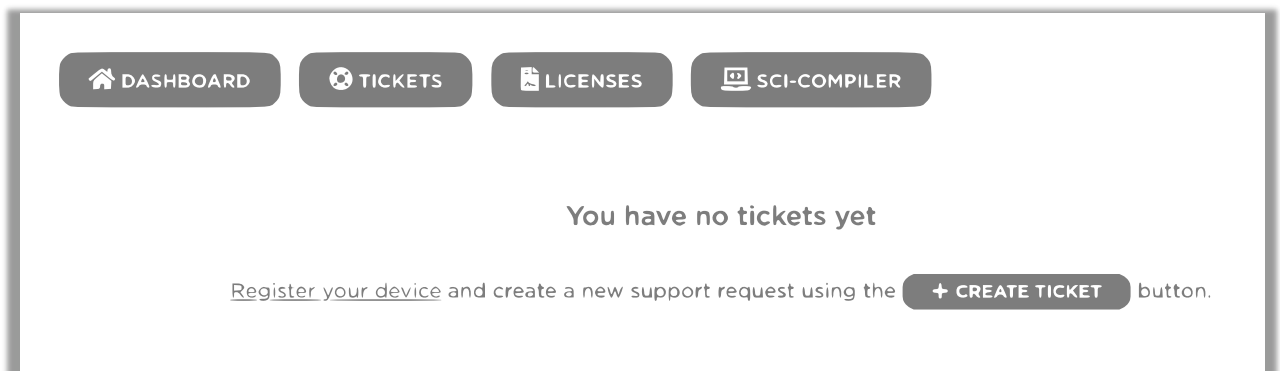 DASHBOARD TICKETS LICENSES SCI-COMPILER
You have no tickets yet
Register your device and create a new support request using the + CREATE TICKET button.